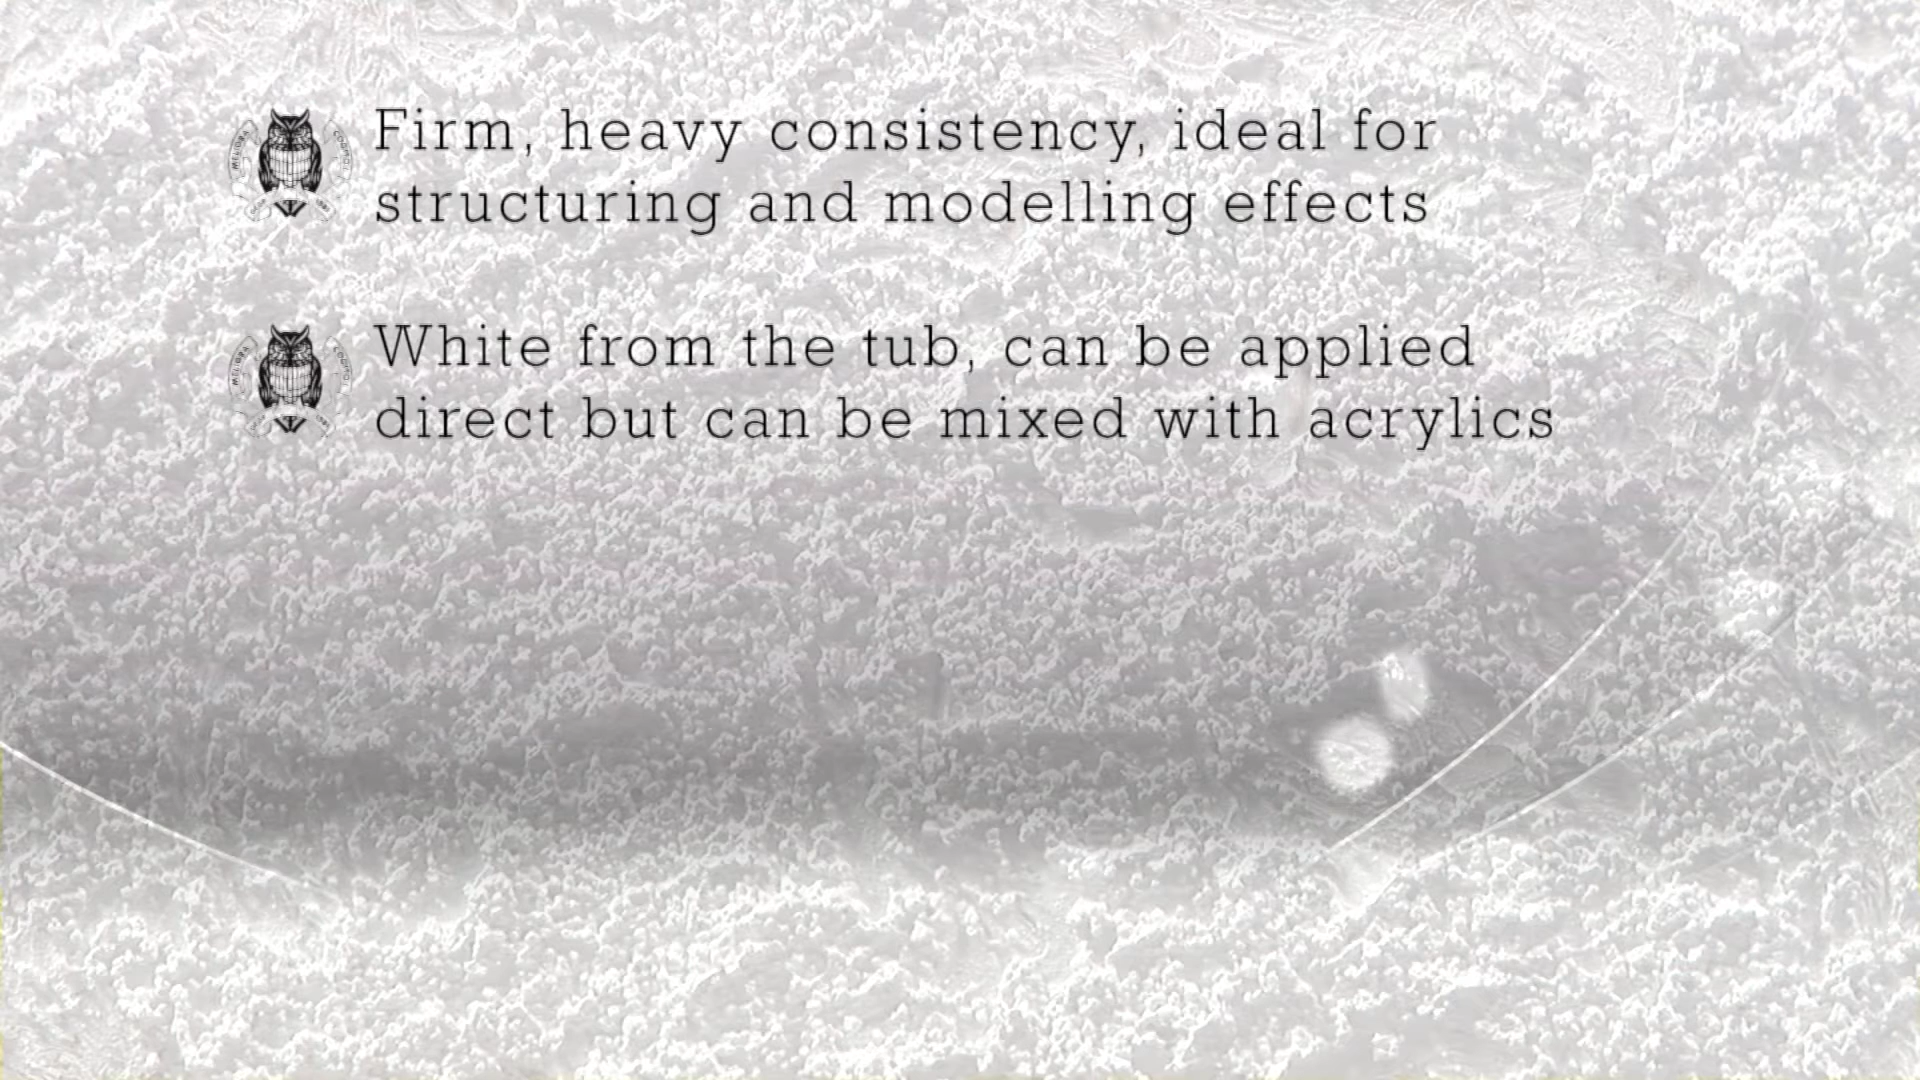 Firm, heavy consistency, ideal for
structuring and modelling effects
White from the tub, can be applied
direct but can be mixed with acrylics